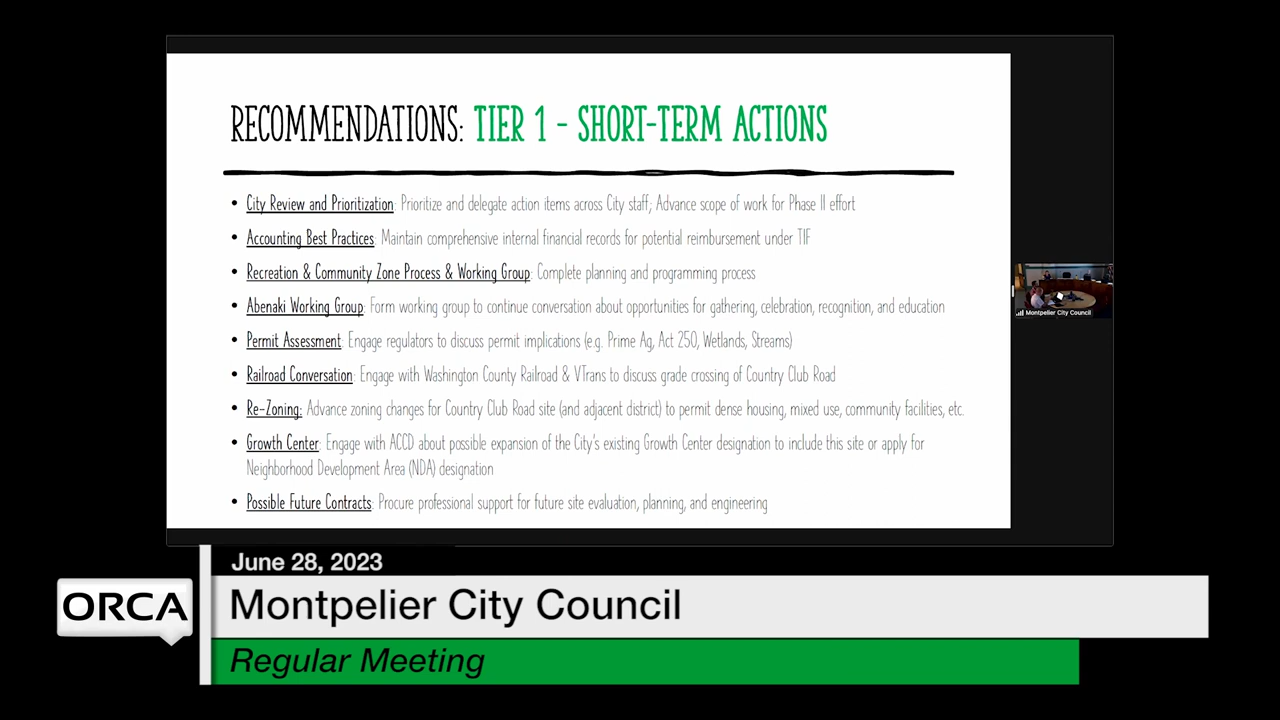 RECOMMENDATIONS: TIER 1 - SHORT-TERM ACTIONS
• City Review and Prioritization: Prioritize and delegate action items across City staff; Advance scope of work for Phase II effort
• Accounting Best Practices: Maintain comprehensive internal financial records for potential reimbursement under TIF
• Recreation & Community Zone Process & Working Group: Complete planning and programming process
• Abenaki Working Group: Form working group to continue conversation about opportunities for gathering, celebration, recognition, and education
• Permit Assessment: Engage regulators to discuss permit implications (e.g. Prime Ag, Act 250, Wetlands, Streams)
• Railroad Conversation: Engage with Washington County Railroad & VTrans to discuss grade crossing of Country Club Road
• Re-Zoning: Advance zoning changes for Country Club Road site (and adjacent district) to permit dense housing, mixed use, community facilities, etc.
• Growth Center: Engage with ACCD about possible expansion of the City's existing Growth Center designation to include this site or apply for
Neighborhood Development Area (NDA) designation
• Possible Future Contracts: Procure professional support for future site evaluation, planning, and engineering
Montpelier City Council
June 28, 2023
ORCA
Montpelier City Council
Regular Meeting